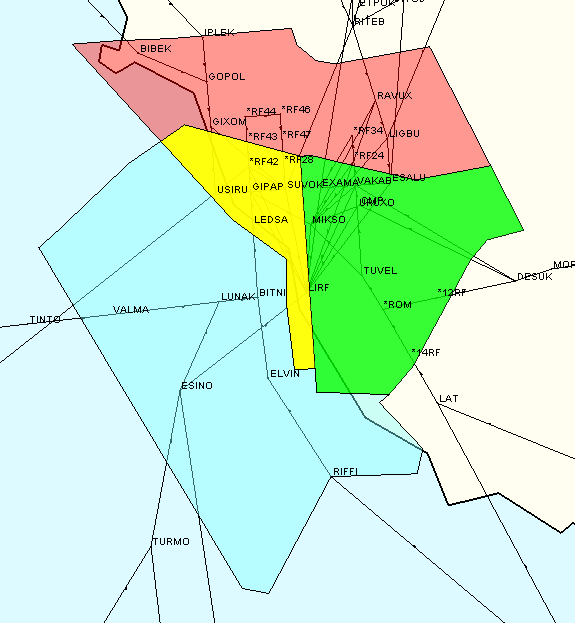 RITEB
IPLEK
BIBEK
GOPOL
RAVUX
*RF44
*RF46
GIXOM
*RF43
*RF47
*RF34
LIGBU
*RF42
*RF28
*RF24
USIRU
GIPAP
SUVOK
EXAMA
VAKAB
ESALU
LEDSA
MIKSO
URUXO
TUVEL
DESUK
LIRF
BITNI
LUNAK
VALMA
TINTO
*ROM
*12RF
*14RF
ELVIN
ESINO
LAT
RIFFI
TURMO